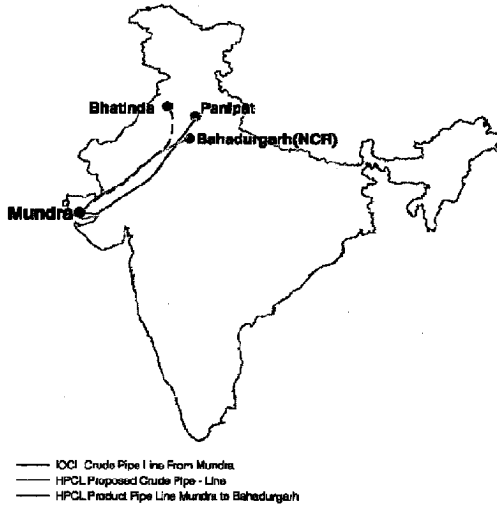 Bhatinda
Panipat
Bahadurgarh(NCR)
Mundra
IOCL Crude Pipe Line From Mundra
HPCL Proposed Crude Pipe - Line
HPCL Product Pipe Line Mundra to Bahadurgarh